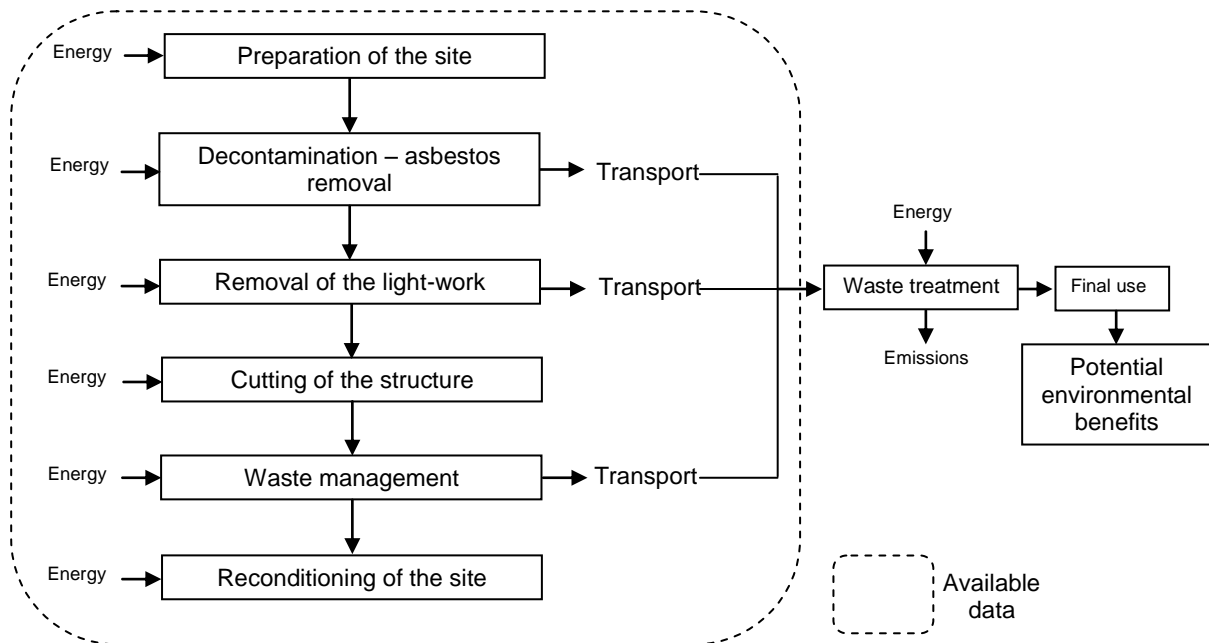 Energy
Preparation of the site
Energy
Decontamination – asbestos
removal
Transport
Energy
Removal of the light-work
Transport
Energy
Cutting of the structure
Energy
Waste management
Transport
Energy
Reconditioning of the site
Energy
Waste treatment
Emissions
Final use
Potential
environmental
benefits
Available
data